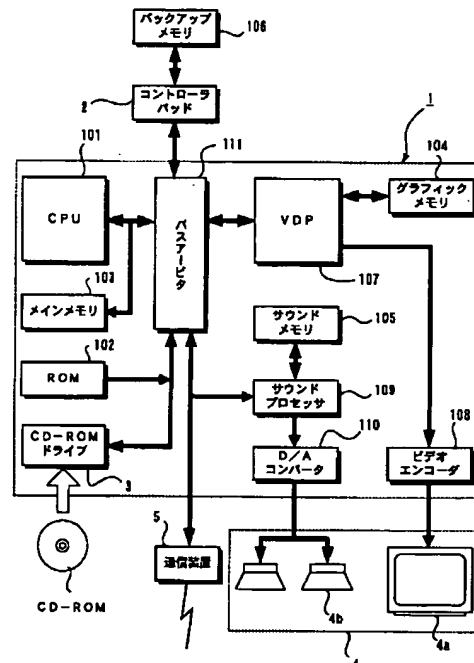 バックアップ
メモリ
106
2
コントローラ
パッド
101
111
1
104
CPU
バスアービタ
VDP
グラフィック
メモリ
107
103
メインメモリ
サウンド
メモリ
105
102
ROM
サウンド
プロセッサ
109
108
CD-ROM
ドライブ
3
D/A
コンバータ
110
ビデオ
エンコーダ
5
通信装置
CD-ROM
4b
4a
4